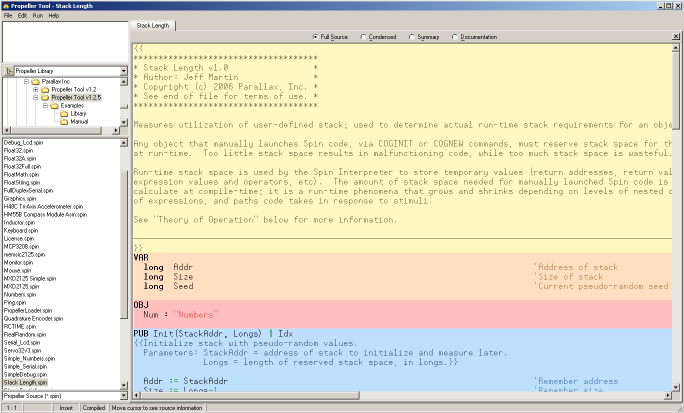 Propeller Tool - Stack Length
File Edit Run Help
Stack Length
Full Source Condensed Summary Documentation
Propeller Library
Parallax Inc
Propeller Tool v1.2
Propeller Tool v1.2.5
Examples
Library
Manual
Debug_Lcd.spin
Float32.spin
Float32A.spin
Float32Full.spin
FloatMath.spin
FloatString.spin
FullDuplexSerial.spin
Graphics.spin
H48C Tri-Axis Accelerometer.spin
HM55B Compass Module Asm.spin
Inductor.spin
Keyboard.spin
License.spin
MCP3208.spin
memsic2125.spin
Monitor.spin
Mouse.spin
MXD2125 Simple.spin
MXD2125.spin
Numbers.spin
Ping.spin
PropellerLoader.spin
Quadrature Encoder.spin
RCTIME.spin
RealRandom.spin
Serial_Lcd.spin
Servo32v3.spin
Simple_Numbers.spin
Simple_Serial.spin
SimpleDebug.spin
Stack Length.spin
Propeller Source (*.spin)
{{
*************************************
* Stack Length v1.0 *
* Author: Jeff Martin *
* Copyright (c) 2006 Parallax, Inc. *
* See end of file for terms of use. *
*************************************
Measures utilization of user-defined stack; used to determine actual run-time stack requirements for an obje
Any object that manually launches Spin code, via COGINIT or COGNEW commands, must reserve stack space for th
at run-time. Too little stack space results in malfunctioning code, while too much stack space is wasteful.
Run-time stack space is used by the Spin Interpreter to store temporary values (return addresses, return val
expression values and operators, etc). The amount of stack space needed for manually launched Spin code is
calculate at compile-time; it is a run-time phenomena that grows and shrinks depending on levels of nested c
of expressions, and paths code takes in response to stimuli.
See "Theory of Operation" below for more information.
}}
VAR
long Addr 'Address of stack
long Size 'Size of stack
long Seed 'Current pseudo-random seed
OBJ
Num : "Numbers"
PUB Init(StackAddr, Longs) | Idx
{{Initialize stack with pseudo-random values.
Parameters: StackAddr = address of stack to initialize and measure later.
Longs = length of reserved stack space, in longs.}}
Addr := StackAddr 'Remember address
Size := Longs-1 'Remember size
1 : 1 Insert Compiled Move cursor to see source information